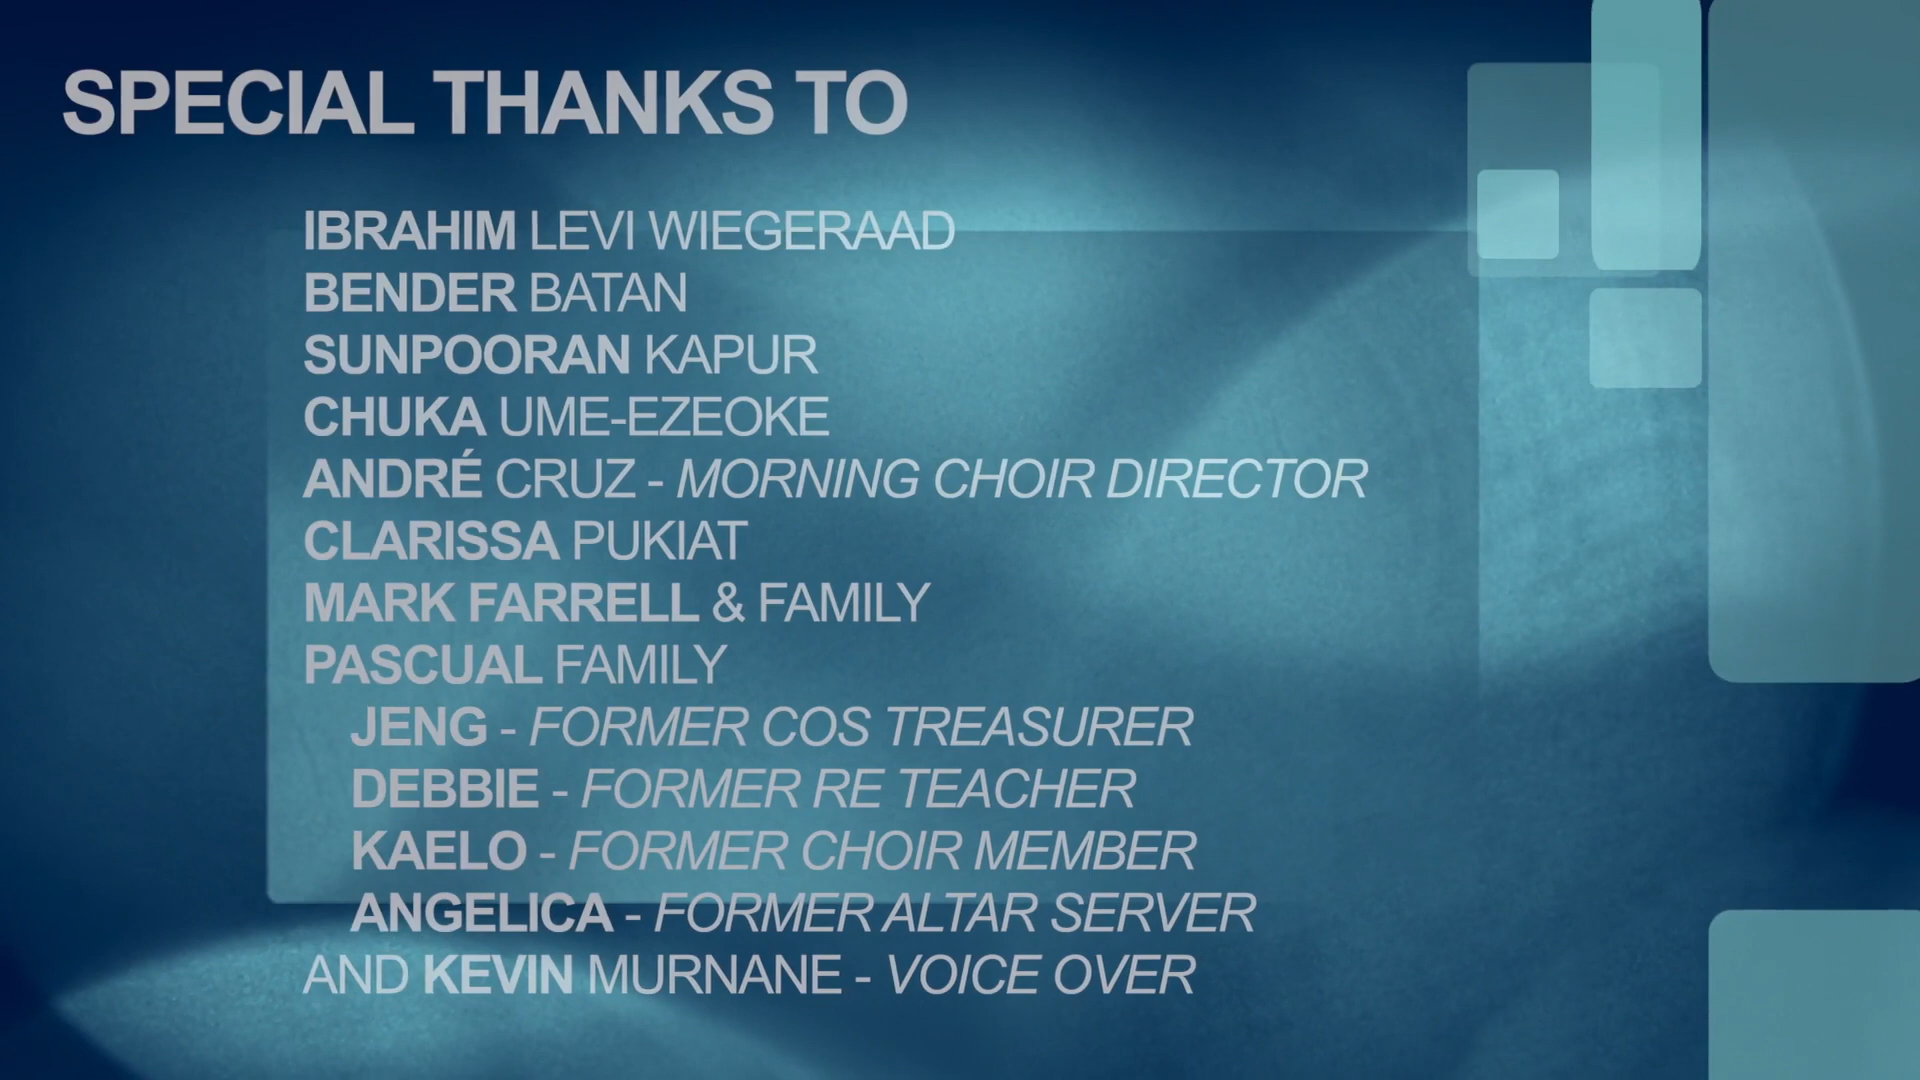 SPECIAL THANKS TO
IBRAHIM LEVI WIEGERAAD
BENDER BATAN
SUNPOORAN KAPUR
CHUKA UME-EZEOKE
ANDRÉ CRUZ - MORNING CHOIR DIRECTOR
CLARISSA PUKIAT
MARK FARRELL & FAMILY
PASCUAL FAMILY
JENG - FORMER COS TREASURER
DEBBIE - FORMER RE TEACHER
KAELO - FORMER CHOIR MEMBER
ANGELICA - FORMER ALTAR SERVER
AND KEVIN MURNANE - VOICE OVER